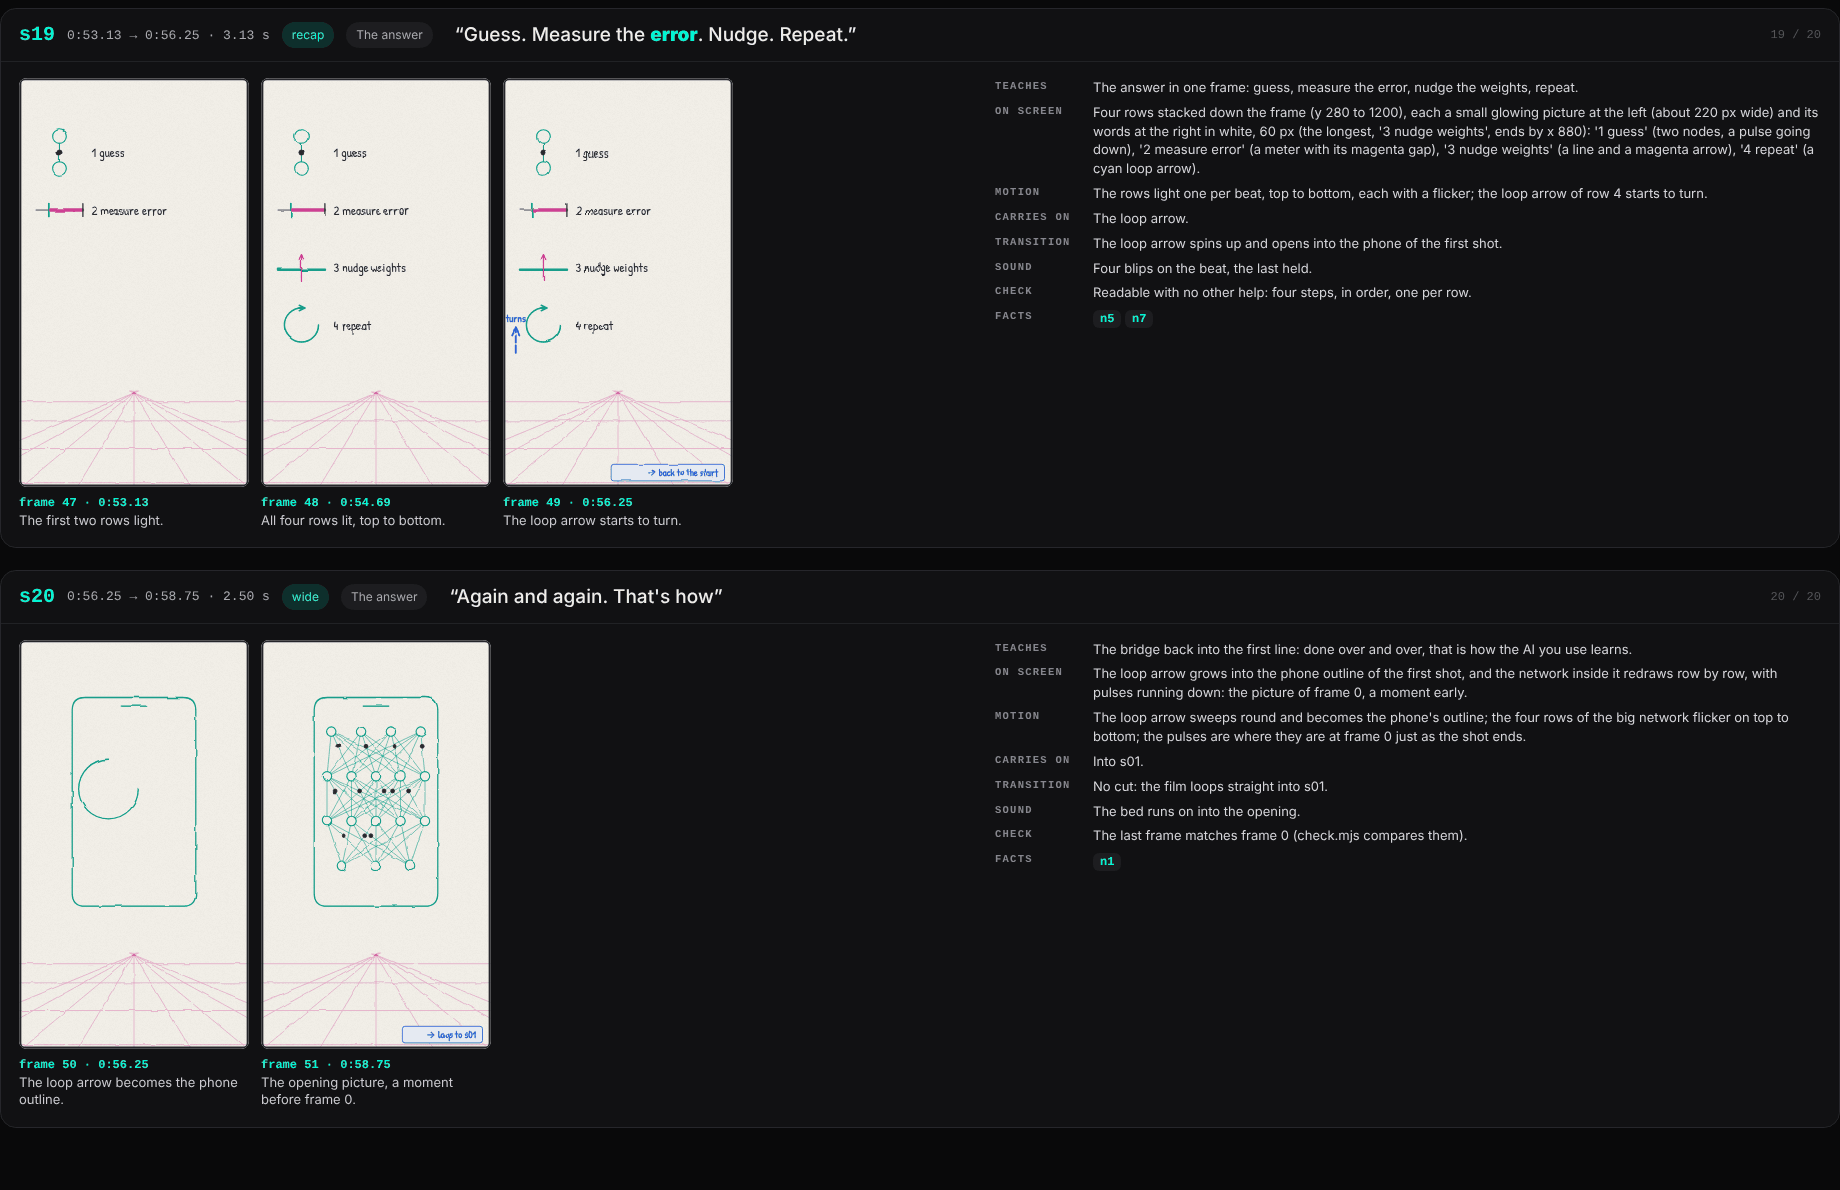 s19 0:53.13 → 0:56.25 · 3.13 s recap The answer “Guess. Measure the error. Nudge. Repeat.” 19 / 20
1 guess
2 measure error
1 guess
2 measure error
3 nudge weights
4 repeat
1 guess
2 measure error
3 nudge weights
turns
4 repeat
→ back to the start
frame 47 · 0:53.13
The first two rows light.
frame 48 · 0:54.69
All four rows lit, top to bottom.
frame 49 · 0:56.25
The loop arrow starts to turn.
TEACHES The answer in one frame: guess, measure the error, nudge the weights, repeat.
ON SCREEN Four rows stacked down the frame (y 280 to 1200), each a small glowing picture at the left (about 220 px wide) and its
words at the right in white, 60 px (the longest, '3 nudge weights', ends by x 880): '1 guess' (two nodes, a pulse going
down), '2 measure error' (a meter with its magenta gap), '3 nudge weights' (a line and a magenta arrow), '4 repeat' (a
cyan loop arrow).
MOTION The rows light one per beat, top to bottom, each with a flicker; the loop arrow of row 4 starts to turn.
CARRIES ON The loop arrow.
TRANSITION The loop arrow spins up and opens into the phone of the first shot.
SOUND Four blips on the beat, the last held.
CHECK Readable with no other help: four steps, in order, one per row.
FACTS n5 n7
s20 0:56.25 → 0:58.75 · 2.50 s wide The answer “Again and again. That's how” 20 / 20
→ loops to s01
frame 50 · 0:56.25
The loop arrow becomes the phone
outline.
frame 51 · 0:58.75
The opening picture, a moment
before frame 0.
TEACHES The bridge back into the first line: done over and over, that is how the AI you use learns.
ON SCREEN The loop arrow grows into the phone outline of the first shot, and the network inside it redraws row by row, with
pulses running down: the picture of frame 0, a moment early.
MOTION The loop arrow sweeps round and becomes the phone's outline; the four rows of the big network flicker on top to
bottom; the pulses are where they are at frame 0 just as the shot ends.
CARRIES ON Into s01.
TRANSITION No cut: the film loops straight into s01.
SOUND The bed runs on into the opening.
CHECK The last frame matches frame 0 (check.mjs compares them).
FACTS n1